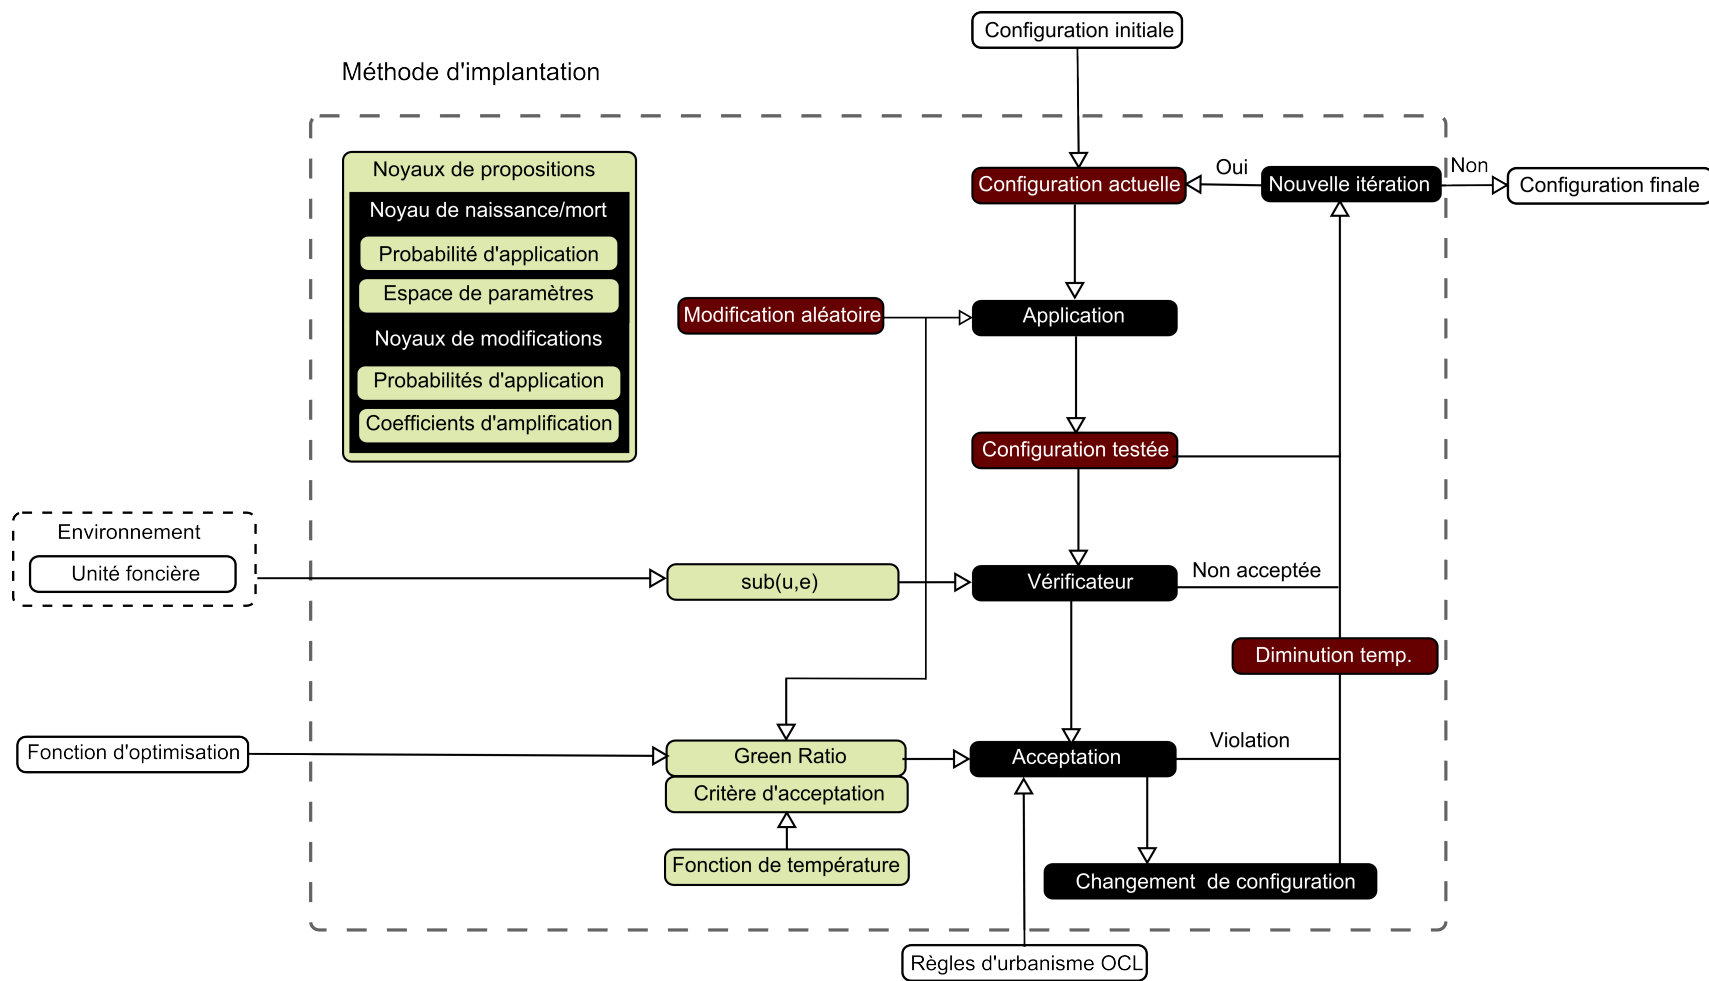 Configuration initiale
Méthode d'implantation
Noyaux de propositions
Noyau de naissance/mort
Probabilité d'application
Espace de paramètres
Noyaux de modifications
Probabilités d'application
Coefficients d'amplification
Configuration actuelle
Oui
Nouvelle itération
Non
Configuration finale
Modification aléatoire
Application
Configuration testée
Environnement
Unité foncière
sub(u,e)
Vérificateur
Non acceptée
Diminution temp.
Fonction d'optimisation
Green Ratio
Critère d'acceptation
Fonction de température
Acceptation
Violation
Changement de configuration
Règles d'urbanisme OCL